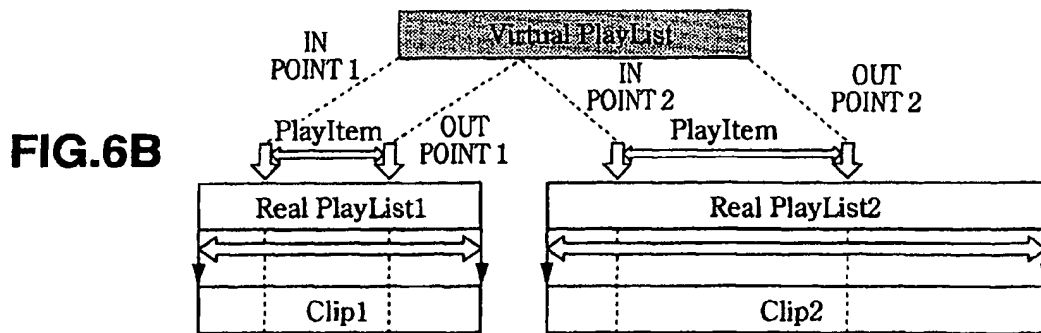 Virtual PlayList
IN
POINT 1
IN
POINT 2
OUT
POINT 2
FIG.6B
PlayItem
OUT
POINT 1
PlayItem
Real PlayList1
Real PlayList2
Clip1
Clip2